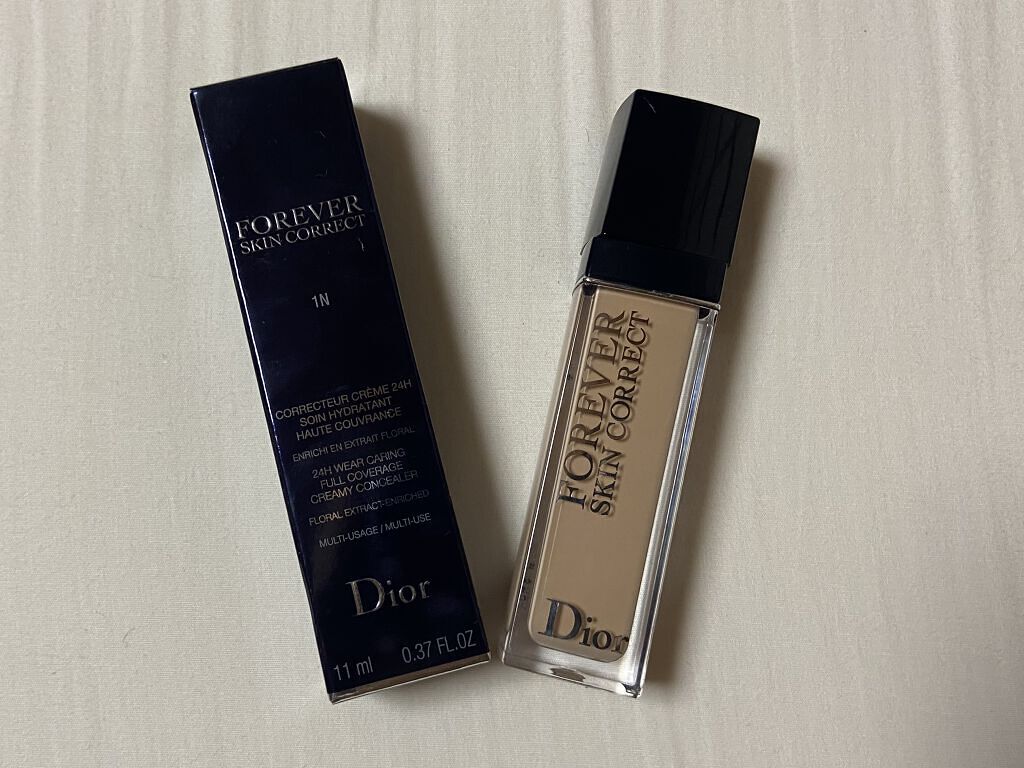 FOREVER
SKIN CORRECT
1N
CORRECTEUR CRÈME 24H
SOIN HYDRATANT
HAUTE COUVRANCE
ENRICHI EN EXTRAIT FLORAL
24H WEAR CARING
FULL COVERAGE
CREAMY CONCEALER
FLORAL EXTRACT-ENRICHED
MULTI-USAGE / MULTI-USE
Dior
11 ml 0.37 FL.OZ
FOREVER
SKIN CORRECT
Dior